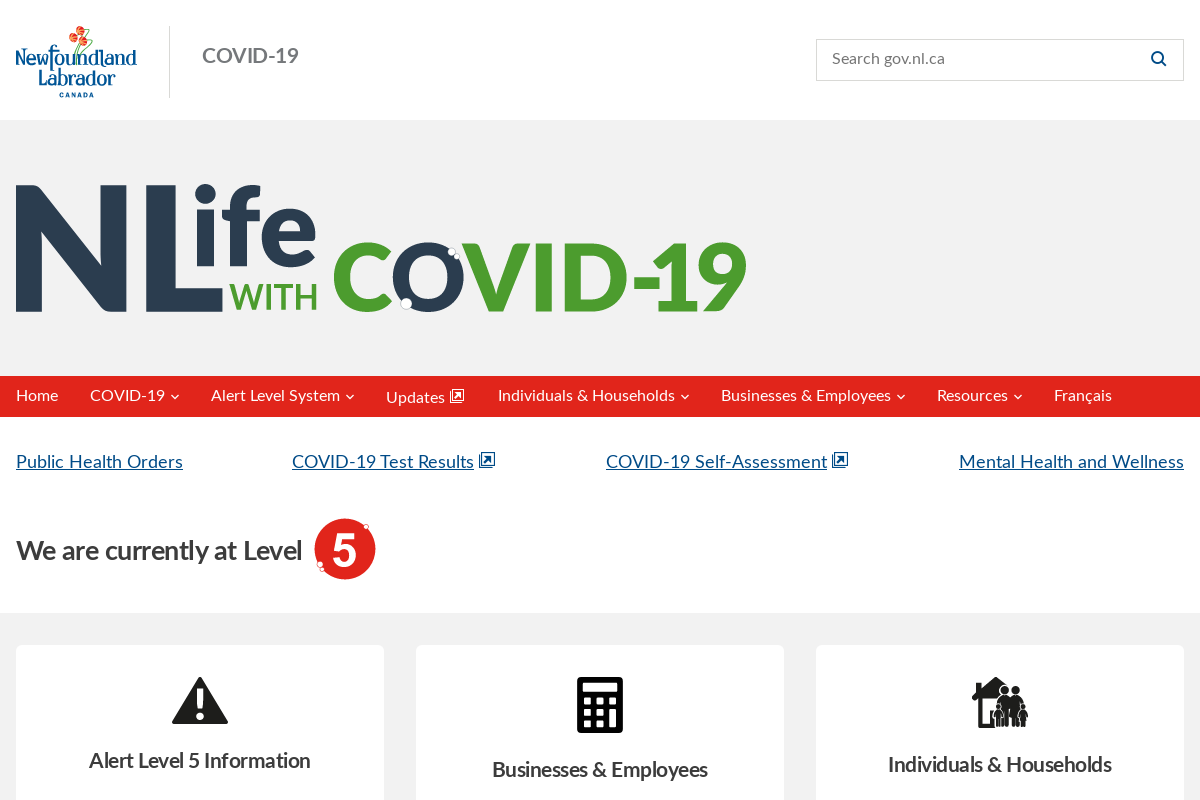 Newfoundland
Labrador
CANADA
COVID-19
Search gov.nl.ca
NLife
WITH COVID-19
Home COVID-19 Alert Level System Updates Individuals & Households Businesses & Employees Resources Français
Public Health Orders COVID-19 Test Results COVID-19 Self-Assessment Mental Health and Wellness
We are currently at Level 5
Alert Level 5 Information
Businesses & Employees
Individuals & Households